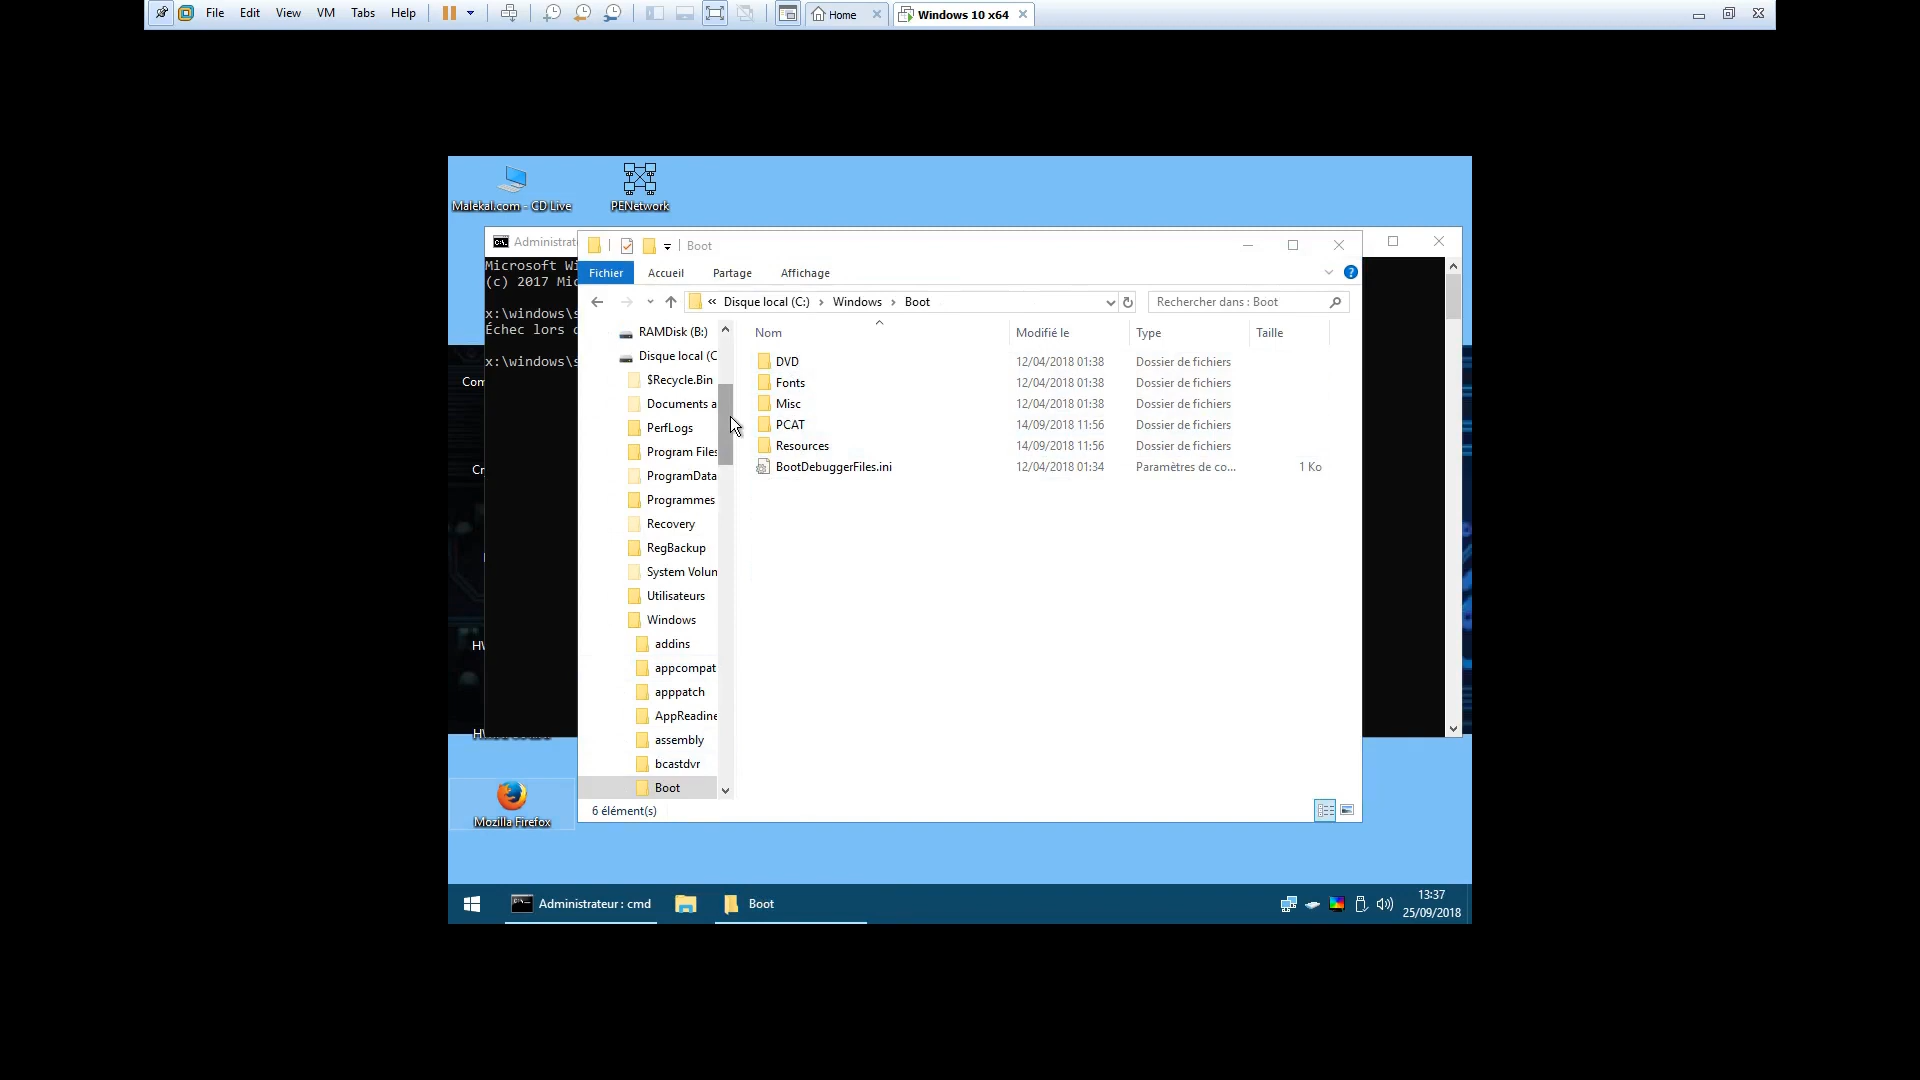 File Edit View VM Tabs Help Home Windows 10 x64
Malekal.com - CD Live PENetwork
Administrat
Boot
Microsoft Wi
(c) 2017 Mic
x:\windows\s
Échec lors d
x:\windows\s
Fichier Accueil Partage Affichage
« Disque local (C:) > Windows > Boot
Rechercher dans : Boot
RAMDisk (B:)
Disque local (C
$Recycle.Bin
Documents a
PerfLogs
Program Files
ProgramData
Programmes
Recovery
RegBackup
System Volun
Utilisateurs
Windows
addins
appcompat
apppatch
AppReadine
assembly
bcastdvr
Boot
Nom Modifié le Type Taille
DVD 12/04/2018 01:38 Dossier de fichiers
Fonts 12/04/2018 01:38 Dossier de fichiers
Misc 12/04/2018 01:38 Dossier de fichiers
PCAT 14/09/2018 11:56 Dossier de fichiers
Resources 14/09/2018 11:56 Dossier de fichiers
BootDebuggerFiles.ini 12/04/2018 01:34 Paramètres de co... 1 Ko
6 élément(s)
Com
Cr
HW
Mozilla Firefox
Administrateur : cmd
Boot
13:37
25/09/2018